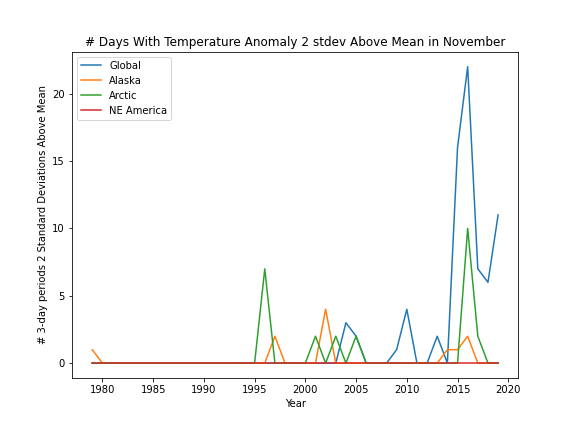 # Days With Temperature Anomaly 2 stdev Above Mean in November
Global
Alaska
Arctic
NE America
# 3-day periods 2 Standard Deviations Above Mean
20
15
10
5
0
1980 1985 1990 1995 2000 2005 2010 2015 2020
Year